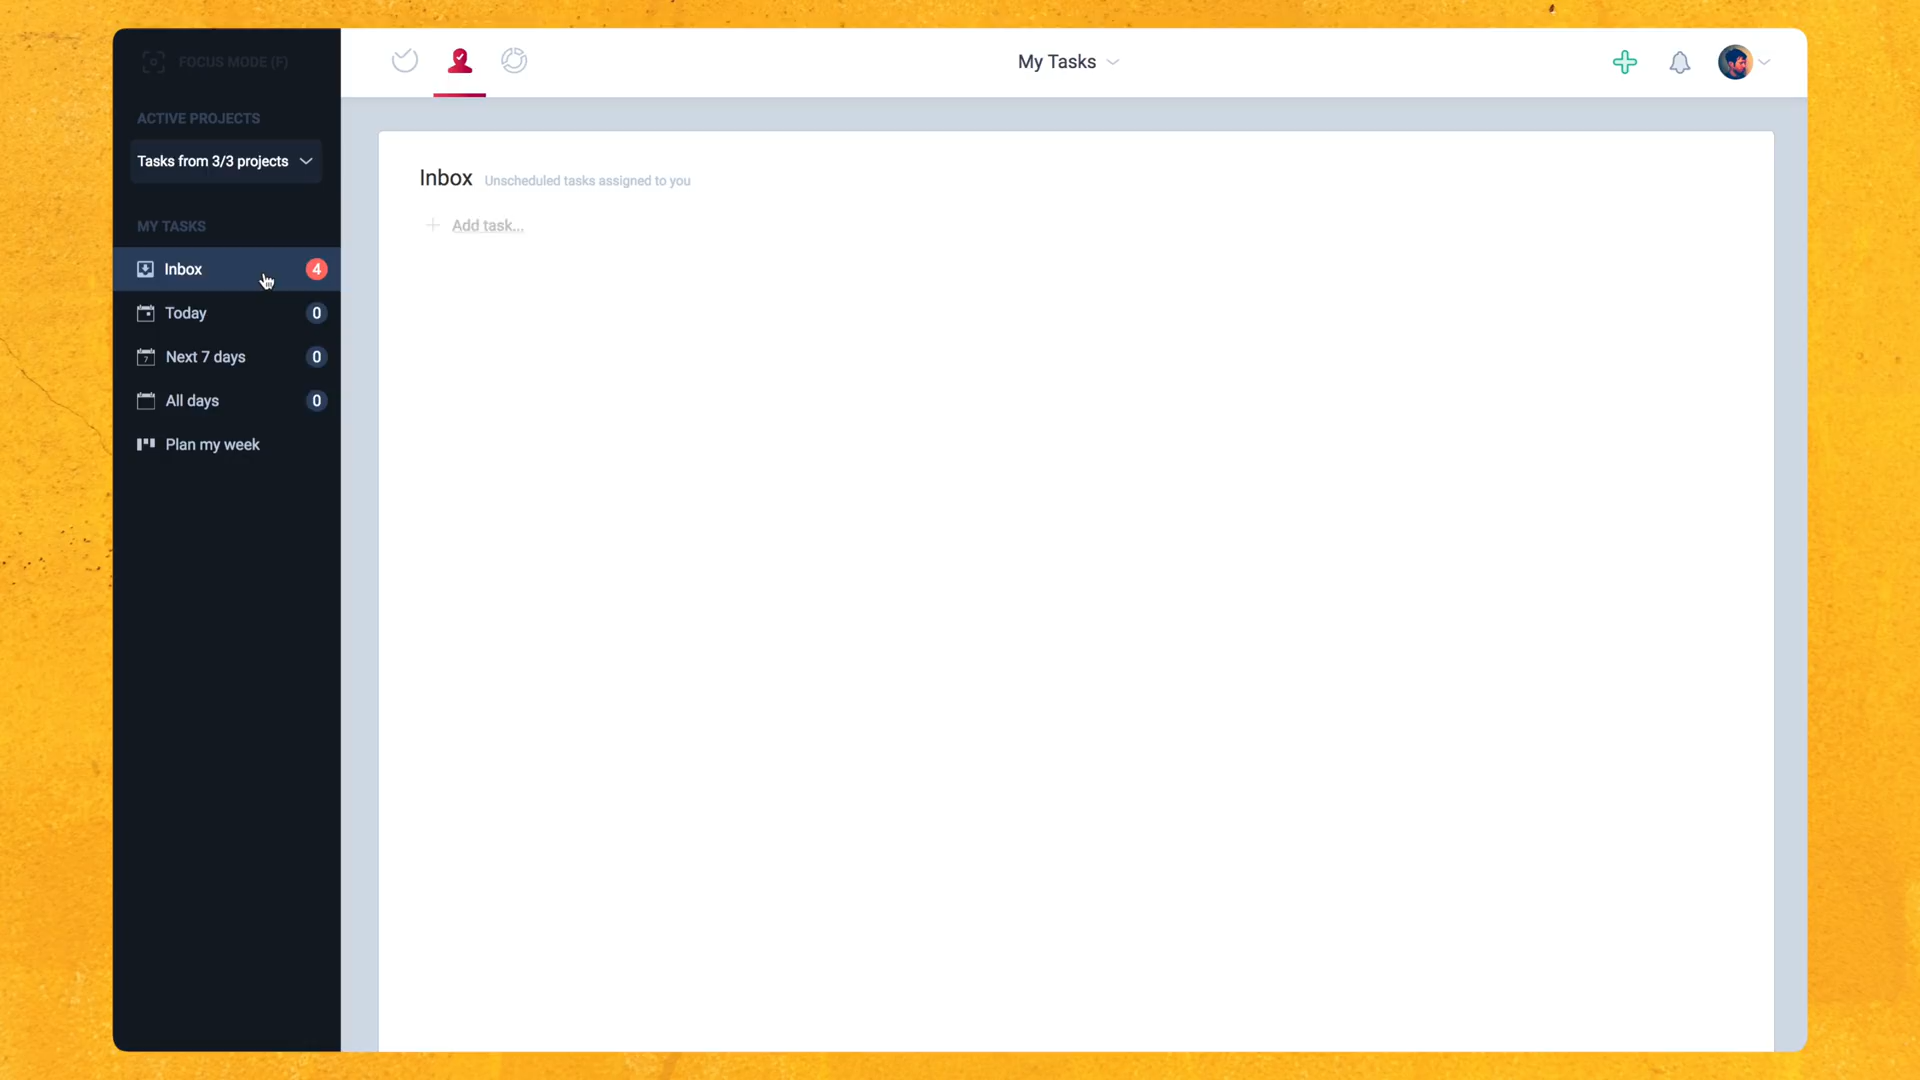 FOCUS MODE (F)
My Tasks
ACTIVE PROJECTS
Tasks from 3/3 projects
MY TASKS
Inbox 4
Today 0
7 Next 7 days 0
All days 0
Plan my week
Inbox Unscheduled tasks assigned to you
Add task...